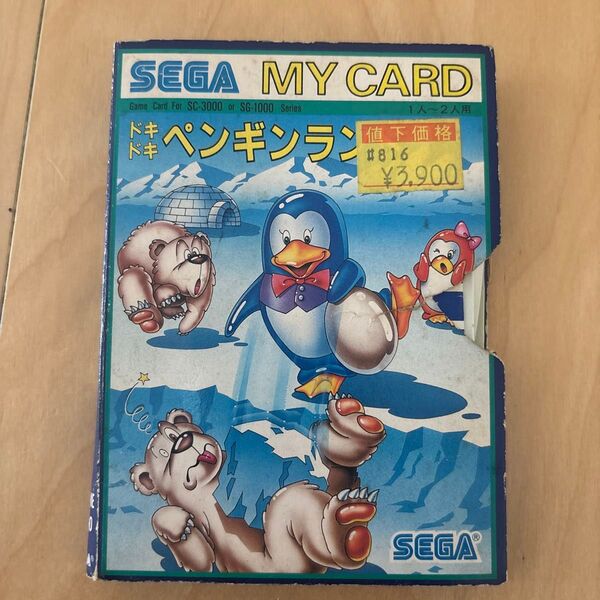 SEGA MY CARD
Game Card For SC-3000 or SG-1000 Series
1人〜2人用
ドキ
ドキ ペンギンラン
値下価格
#816
¥3,900
SEGA®